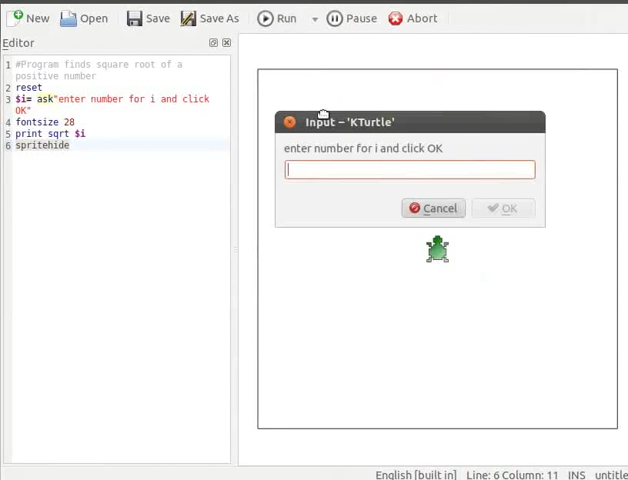 New Open Save Save As Run Pause Abort
Editor
1 #Program finds square root of a
positive number
2 reset
3 $i= ask"enter number for i and click
OK"
4 fontsize 28
5 print sqrt $i
6 spritehide
Input – 'KTurtle'
enter number for i and click OK
Cancel OK
English [built in] Line: 6 Column: 11 INS untitle